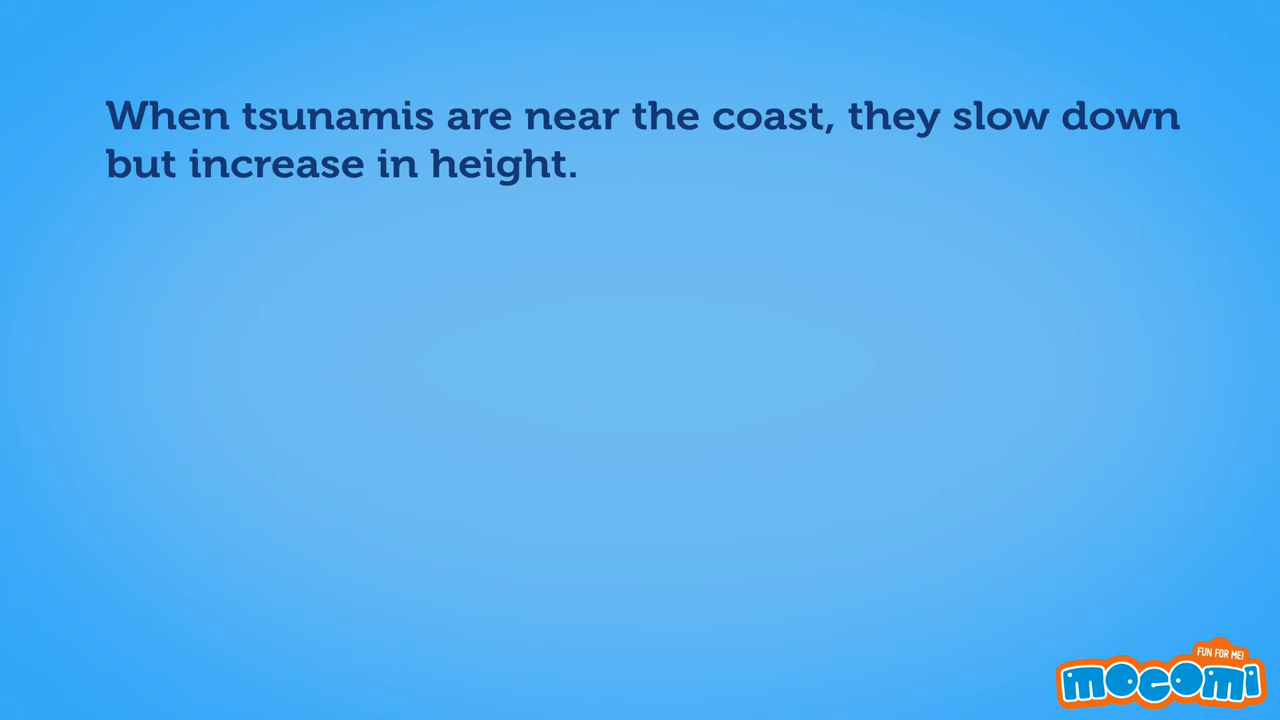 When tsunamis are near the coast, they slow down
but increase in height.
FUN FOR ME!
mocomi